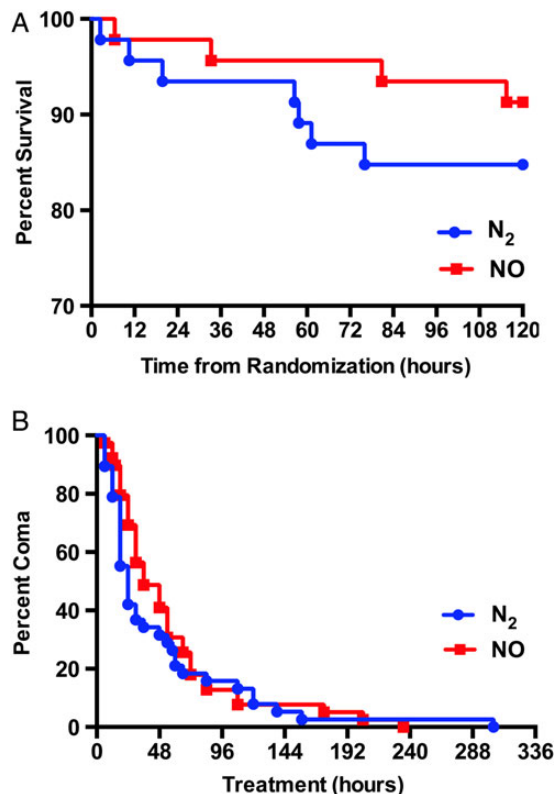 A
100
90
80
70
Percent Survival
N2
NO
0 12 24 36 48 60 72 84 96 108 120
Time from Randomization (hours)
B
100
80
60
40
20
0
Percent Coma
N2
NO
0 48 96 144 192 240 288 336
Treatment (hours)